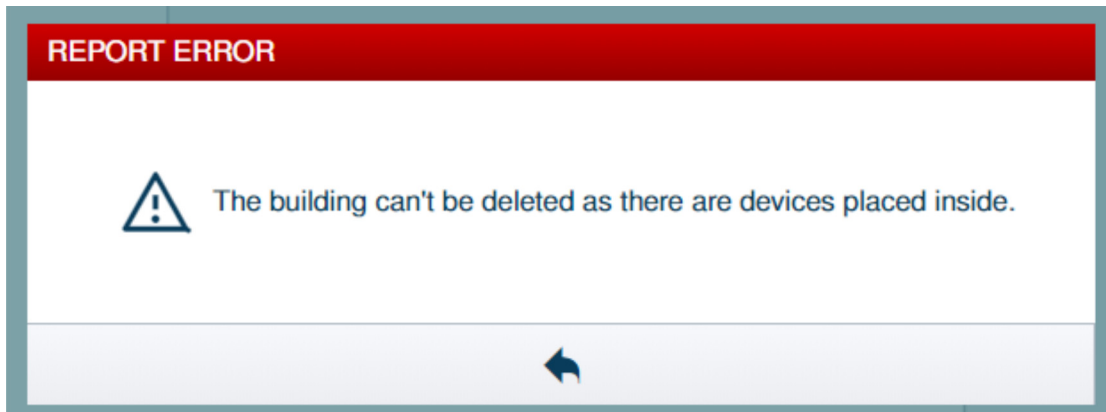 REPORT ERROR
The building can't be deleted as there are devices placed inside.